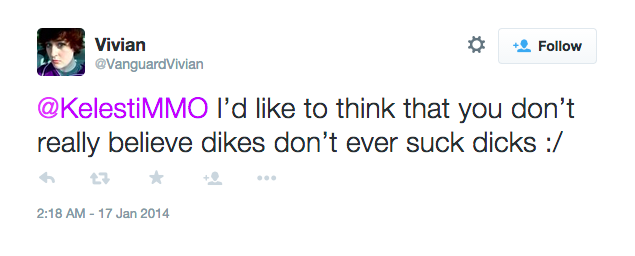 Vivian
@VanguardVivian
Follow
@KelestiMMO I’d like to think that you don’t
really believe dikes don’t ever suck dicks :/
2:18 AM - 17 Jan 2014